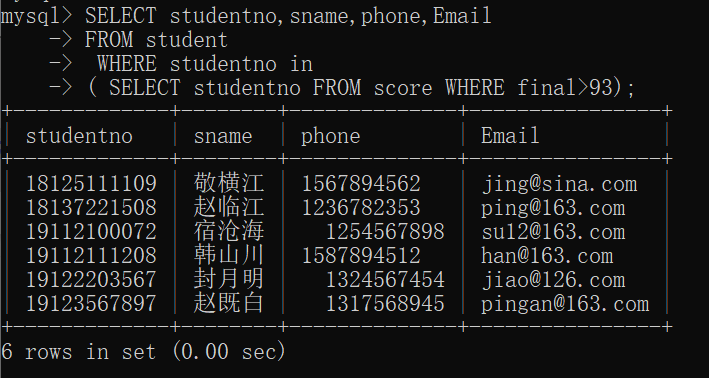 mysql> SELECT studentno,sname,phone,Email
    -> FROM student
    ->  WHERE studentno in
    -> ( SELECT studentno FROM score WHERE final>93);
+-------------+--------+--------------+----------------+
| studentno   | sname  | phone        | Email          |
+-------------+--------+--------------+----------------+
| 18125111109 | 敬横江 | 1567894562   | jing@sina.com  |
| 18137221508 | 赵临江 | 1236782353   | ping@163.com   |
| 19112100072 | 宿沧海 |   1254567898 | su12@163.com   |
| 19112111208 | 韩山川 | 1587894512   | han@163.com    |
| 19122203567 | 封月明 |   1324567454 | jiao@126.com   |
| 19123567897 | 赵既白 |   1317568945 | pingan@163.com |
+-------------+--------+--------------+----------------+
6 rows in set (0.00 sec)